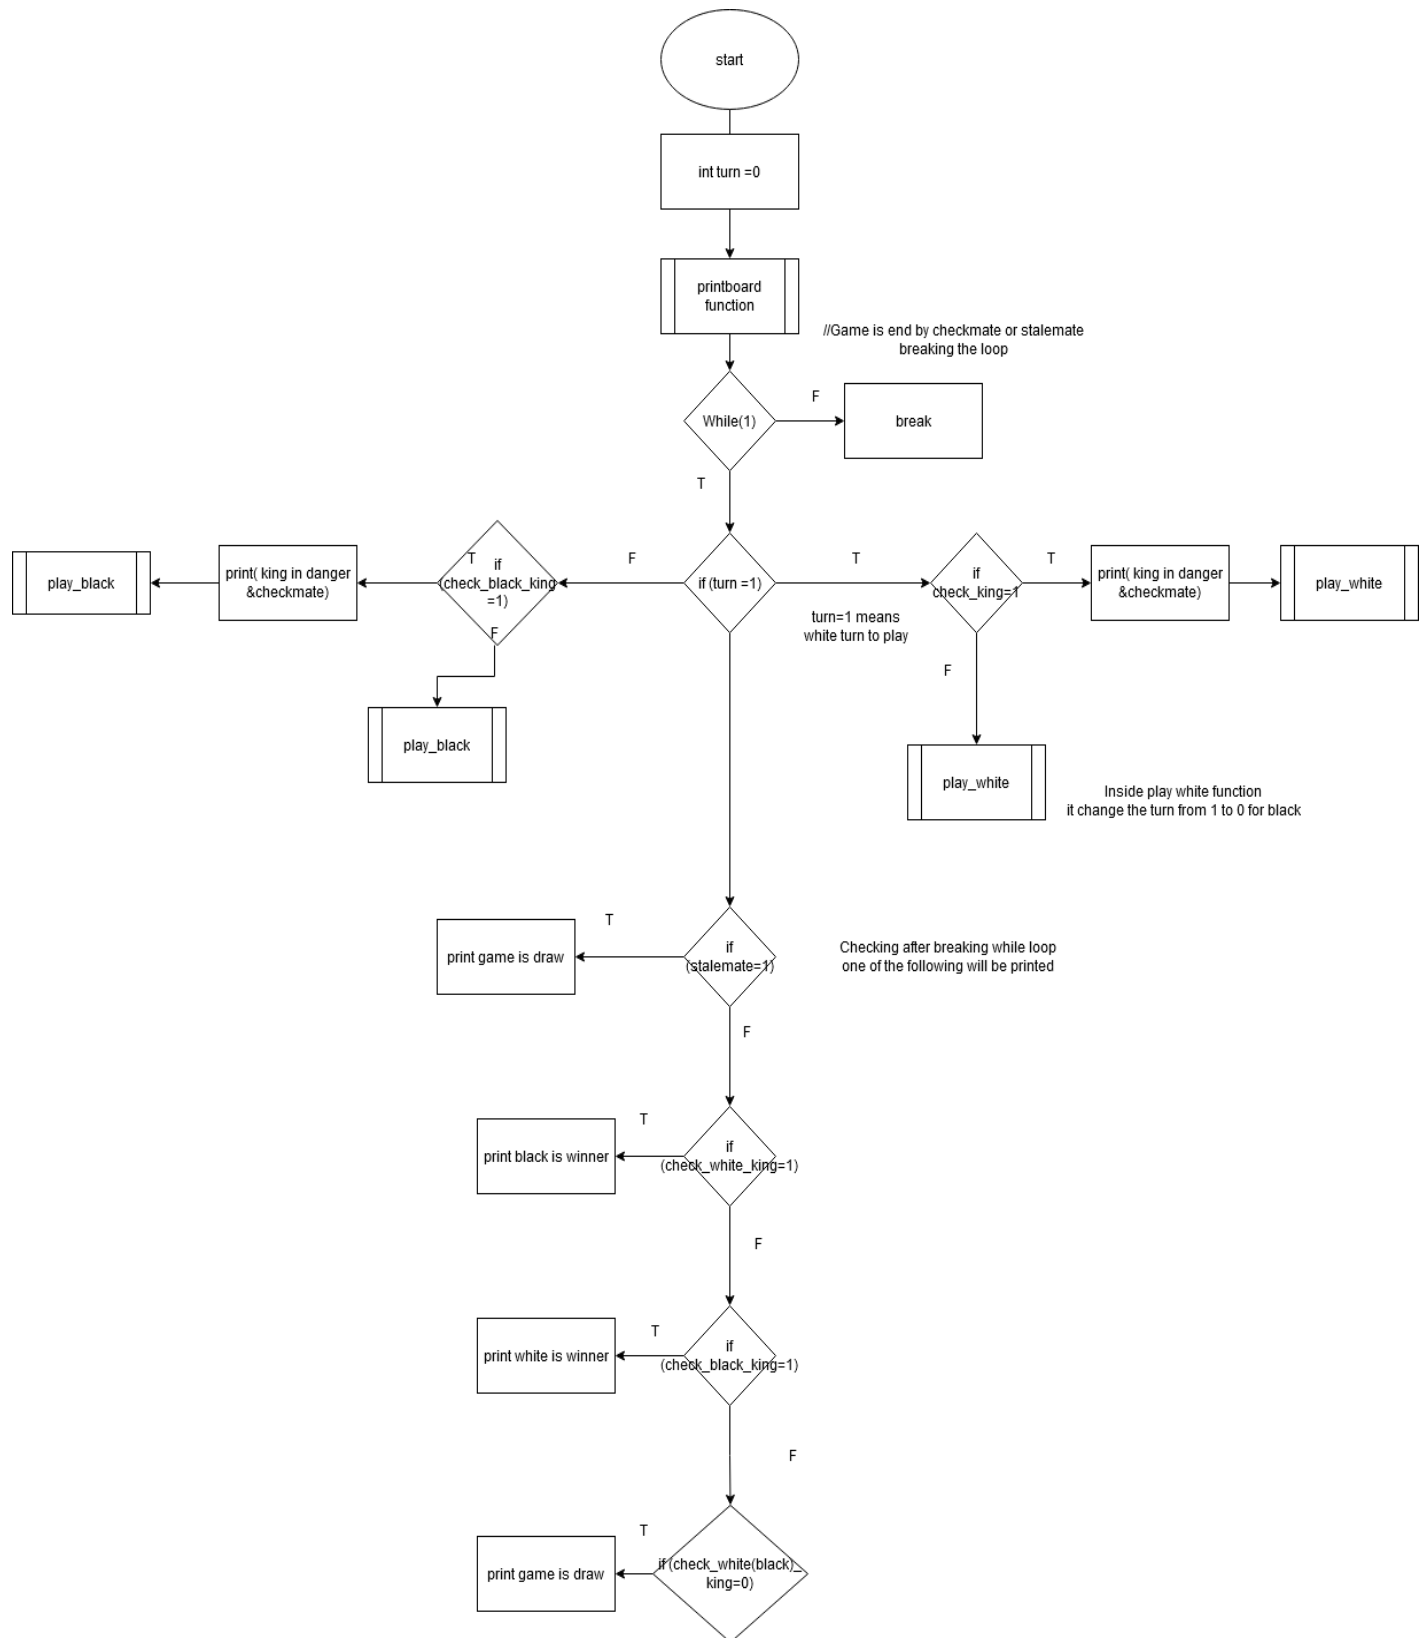 start
int turn =0
printboard
function
//Game is end by checkmate or stalemate
breaking the loop
While(1)
F
break
T
play_black
print( king in danger
&checkmate)
T
if
(check_black_king
=1)
F
F
if (turn =1)
T
turn=1 means
white turn to play
if
check_king=1
T
print( king in danger
&checkmate)
play_white
F
play_black
play_white
Inside play white function
it change the turn from 1 to 0 for black
print game is draw
T
if
(stalemate=1)
Checking after breaking while loop
one of the following will be printed
F
print black is winner
T
if
(check_white_king=1)
F
print white is winner
T
if
(check_black_king=1)
F
print game is draw
T
if (check_white(black)_
king=0)